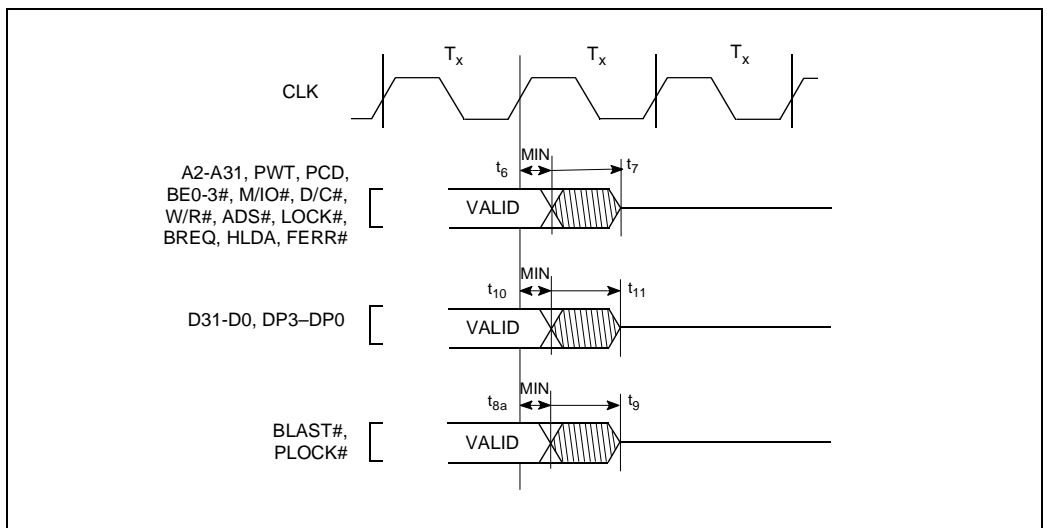 Tx Tx Tx
CLK
MIN
t6 t7
A2-A31, PWT, PCD,
BE0-3#, M/IO#, D/C#,
W/R#, ADS#, LOCK#,
BREQ, HLDA, FERR#
VALID
MIN
t10 t11
D31-D0, DP3–DP0
VALID
MIN
t8a t9
BLAST#,
PLOCK#
VALID